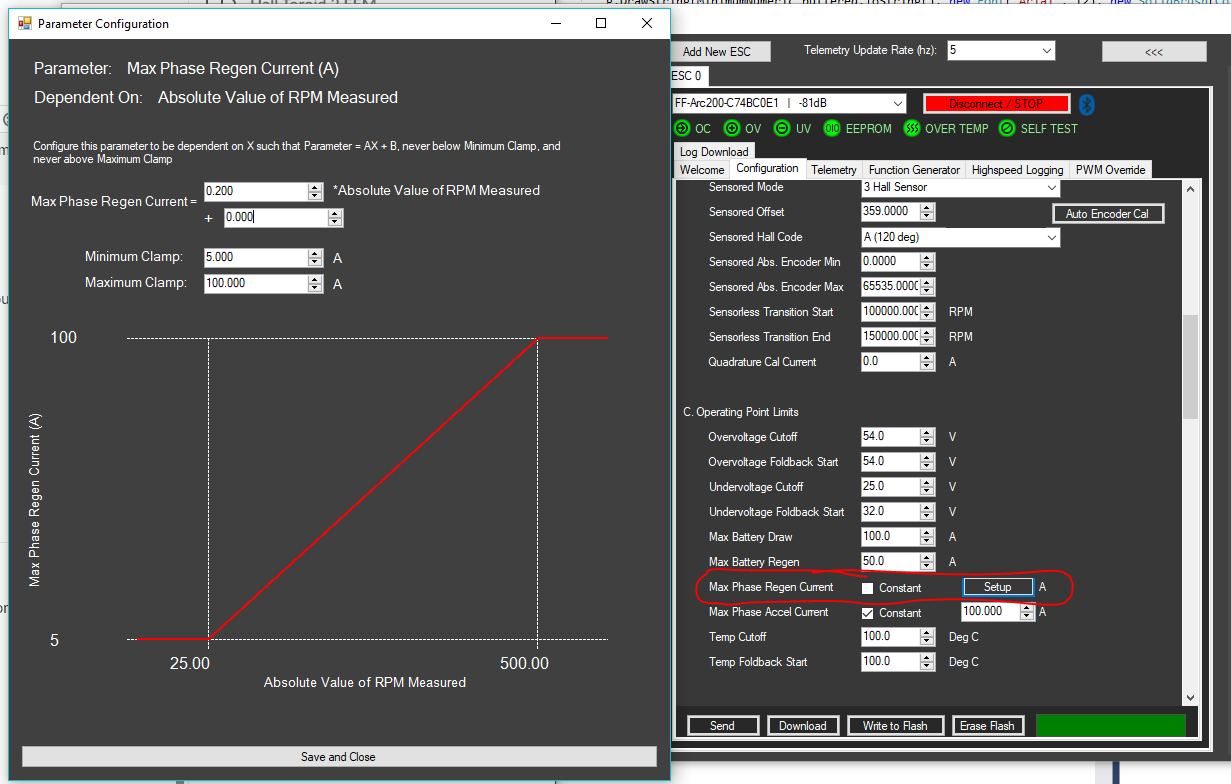 Parameter Configuration
Parameter: Max Phase Regen Current (A)
Dependent On: Absolute Value of RPM Measured
Configure this parameter to be dependent on X such that Parameter = AX + B, never below Minimum Clamp, and
never above Maximum Clamp
Max Phase Regen Current = 0.200 *Absolute Value of RPM Measured
+ 0.000
Minimum Clamp: 5.000 A
Maximum Clamp: 100.000 A
100
Max Phase Regen Current (A)
5
25.00 500.00
Absolute Value of RPM Measured
Save and Close
Add New ESC Telemetry Update Rate (hz): 5 <<<
ESC 0
FF-Arc200-C74BC0E1 | -81dB Disconnect / STOP
OC OV UV 010 EEPROM OVER TEMP SELF TEST
Log Download
Welcome Configuration Telemetry Function Generator Highspeed Logging PWM Override
Sensored Mode 3 Hall Sensor
Sensored Offset 359.0000 Auto Encoder Cal
Sensored Hall Code A (120 deg)
Sensored Abs. Encoder Min 0.0000
Sensored Abs. Encoder Max 65535.000
Sensorless Transition Start 100000.00 RPM
Sensorless Transition End 150000.00 RPM
Quadrature Cal Current 0.0 A
C. Operating Point Limits
Overvoltage Cutoff 54.0 V
Overvoltage Foldback Start 54.0 V
Undervoltage Cutoff 25.0 V
Undervoltage Foldback Start 32.0 V
Max Battery Draw 100.0 A
Max Battery Regen 50.0 A
Max Phase Regen Current Constant Setup A
Max Phase Accel Current Constant 100.000 A
Temp Cutoff 100.0 Deg C
Temp Foldback Start 100.0 Deg C
Send Download Write to Flash Erase Flash